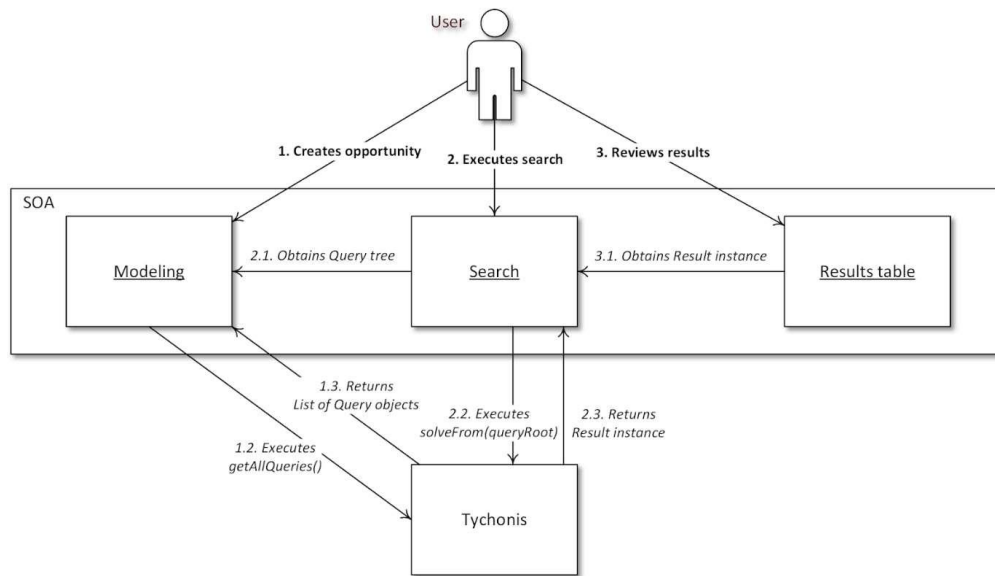 User
1. Creates opportunity
2. Executes search
3. Reviews results
SOA
Modeling
2.1. Obtains Query tree
Search
3.1. Obtains Result instance
Results table
1.3. Returns
List of Query objects
2.2. Executes
solveFrom(queryRoot)
2.3. Returns
Result instance
1.2. Executes
getAllQueries()
Tychonis